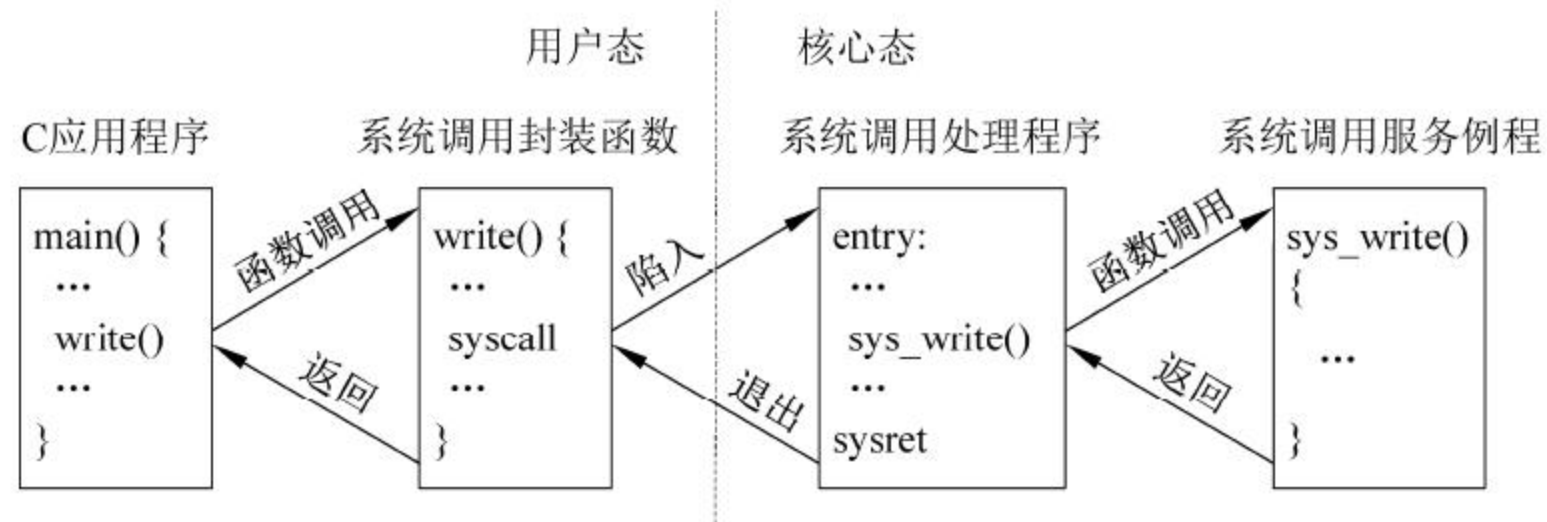 用户态 核心态
C应用程序 系统调用封装函数 系统调用处理程序 系统调用服务例程
main() {
...
write()
...
}
函数调用
返回
write() {
...
syscall
...
}
陷入
退出
entry:
...
sys_write()
...
sysret
函数调用
返回
sys_write()
{
...
}